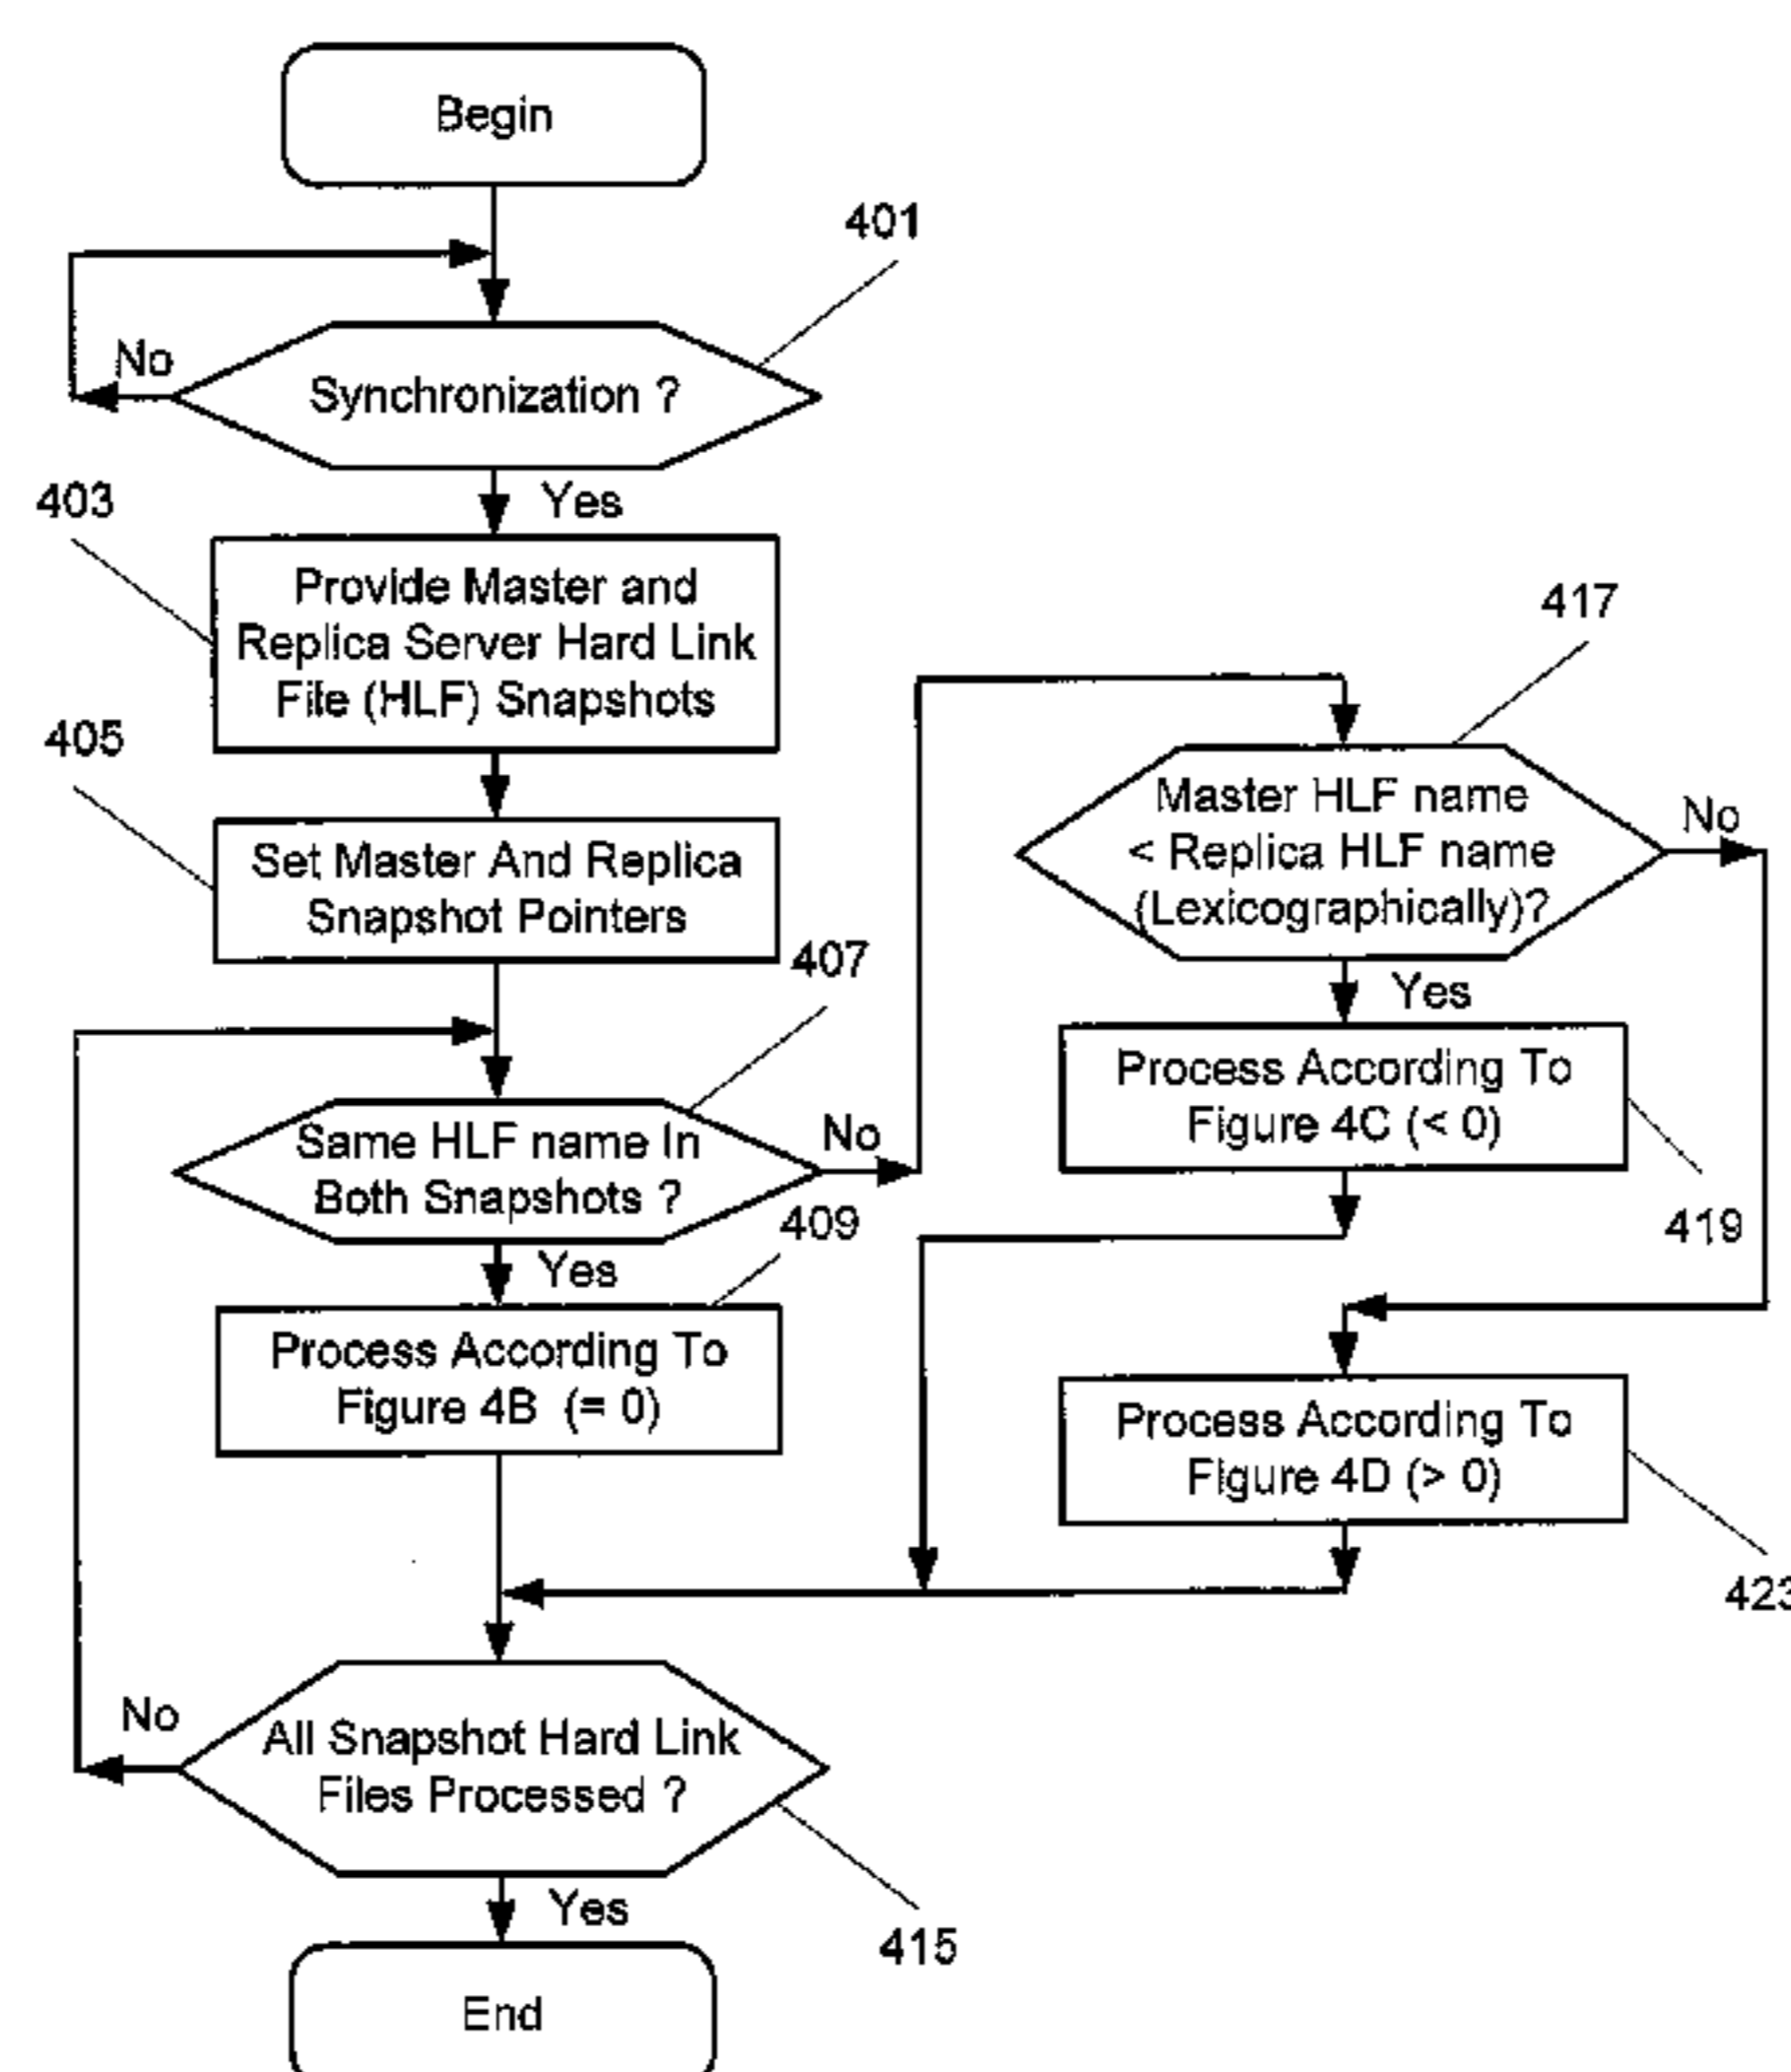 Begin
401
No
Synchronization ?
Yes
403
Provide Master and
Replica Server Hard Link
File (HLF) Snapshots
405
Set Master And Replica
Snapshot Pointers
407
Same HLF name In
Both Snapshots ?
No
Yes
409
Process According To
Figure 4B (= 0)
417
Master HLF name
< Replica HLF name
(Lexicographically)?
No
Yes
Process According To
Figure 4C (< 0)
419
Process According To
Figure 4D (> 0)
423
No
All Snapshot Hard Link
Files Processed ?
Yes
415
End